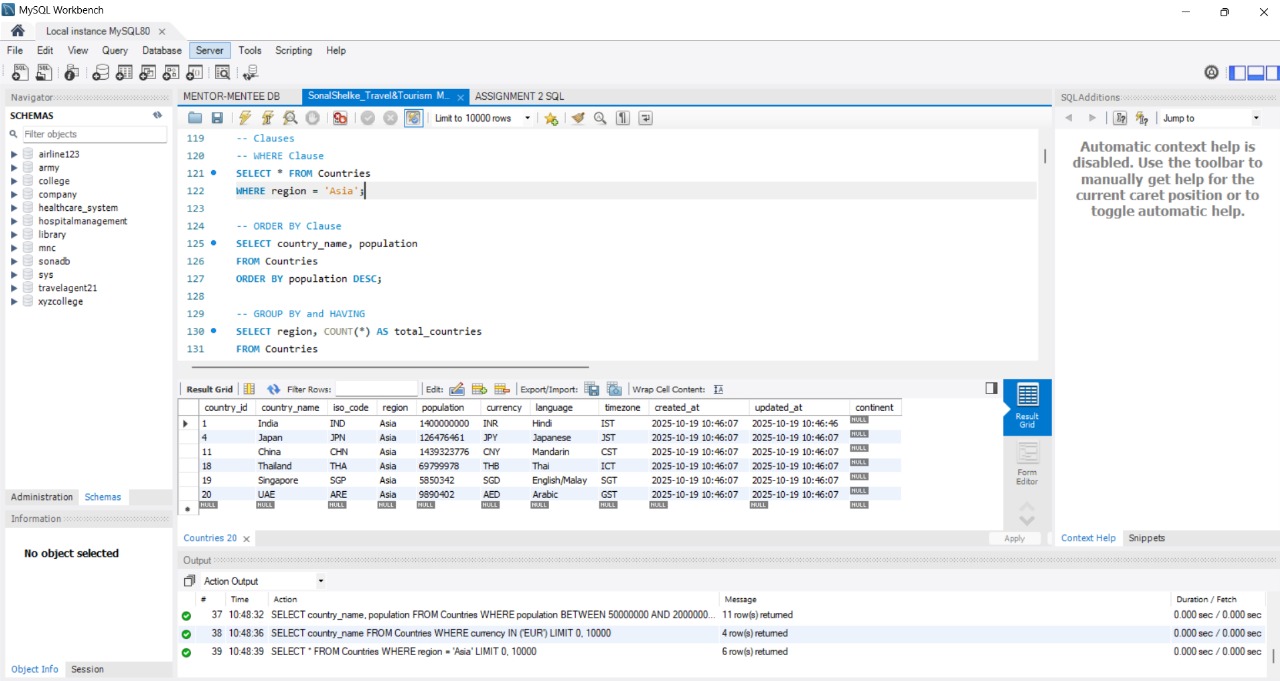 MySQL Workbench
Local instance MySQL80
File Edit View Query Database Server Tools Scripting Help
Navigator
SCHEMAS
Filter objects
airline123
army
college
company
healthcare_system
hospitalmanagement
library
mnc
sonadb
sys
travelagent21
xyzcollege
Administration Schemas
Information
No object selected
Object Info Session
MENTOR-MENTEE DB SonalShelke_Travel&Tourism M... ASSIGNMENT 2 SQL
Limit to 10000 rows
119 -- Clauses
120 -- WHERE Clause
121 SELECT * FROM Countries
122 WHERE region = 'Asia';
123
124 -- ORDER BY Clause
125 SELECT country_name, population
126 FROM Countries
127 ORDER BY population DESC;
128
129 -- GROUP BY and HAVING
130 SELECT region, COUNT(*) AS total_countries
131 FROM Countries
Result Grid Filter Rows: Edit: Export/Import: Wrap Cell Content:
country_id country_name iso_code region population currency language timezone created_at updated_at continent
1 India IND Asia 1400000000 INR Hindi IST 2025-10-19 10:46:07 2025-10-19 10:46:46 NULL
4 Japan JPN Asia 126476461 JPY Japanese JST 2025-10-19 10:46:07 2025-10-19 10:46:07 NULL
11 China CHN Asia 1439323776 CNY Mandarin CST 2025-10-19 10:46:07 2025-10-19 10:46:07 NULL
18 Thailand THA Asia 69799978 THB Thai ICT 2025-10-19 10:46:07 2025-10-19 10:46:07 NULL
19 Singapore SGP Asia 5850342 SGD English/Malay SGT 2025-10-19 10:46:07 2025-10-19 10:46:07 NULL
20 UAE ARE Asia 9890402 AED Arabic GST 2025-10-19 10:46:07 2025-10-19 10:46:07 NULL
NULL NULL NULL NULL NULL NULL NULL NULL NULL NULL NULL
Result
Grid
Form
Editor
Countries 20
Apply
SQLAdditions
Jump to
Automatic context help is
disabled. Use the toolbar to
manually get help for the
current caret position or to
toggle automatic help.
Context Help Snippets
Output
Action Output
# Time Action Message Duration / Fetch
37 10:48:32 SELECT country_name, population FROM Countries WHERE population BETWEEN 50000000 AND 2000000... 11 row(s) returned 0.000 sec / 0.000 sec
38 10:48:36 SELECT country_name FROM Countries WHERE currency IN ('EUR') LIMIT 0, 10000 4 row(s) returned 0.000 sec / 0.000 sec
39 10:48:39 SELECT * FROM Countries WHERE region = 'Asia' LIMIT 0, 10000 6 row(s) returned 0.000 sec / 0.000 sec